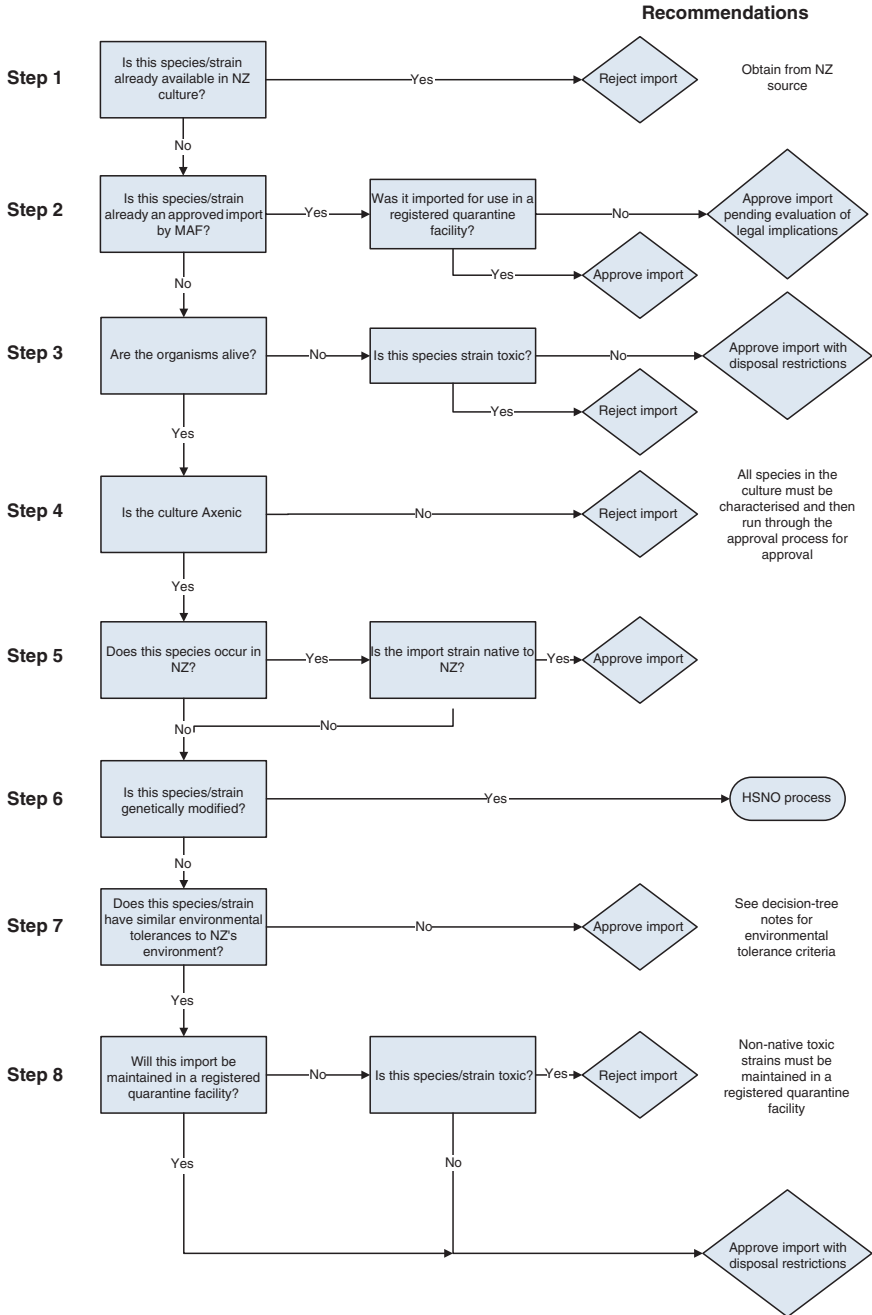 Recommendations
Step 1
Is this species/strain
already available in NZ
culture?
Yes
Reject import
Obtain from NZ
source
No
Step 2
Is this species/strain
already an approved import
by MAF?
Yes
Was it imported for use in a
registered quarantine
facility?
No
Approve import
pending evaluation of
legal implications
Yes
Approve import
No
Step 3
Are the organisms alive?
No
Is this species strain toxic?
No
Approve import with
disposal restrictions
Yes
Reject import
Yes
Step 4
Is the culture Axenic
No
Reject import
All species in the
culture must be
characterised and then
run through the
approval process for
approval
Yes
Step 5
Does this species occur in
NZ?
Yes
Is the import strain native to
NZ?
Yes
Approve import
No
No
Step 6
Is this species/strain
genetically modified?
Yes
HSNO process
No
Step 7
Does this species/strain
have similar environmental
tolerances to NZ's
environment?
No
Approve import
See decision-tree
notes for
environmental
tolerance criteria
Yes
Step 8
Will this import be
maintained in a registered
quarantine facility?
No
Is this species/strain toxic?
Yes
Reject import
Non-native toxic
strains must be
maintained in a
registered quarantine
facility
Yes
No
Approve import with
disposal restrictions